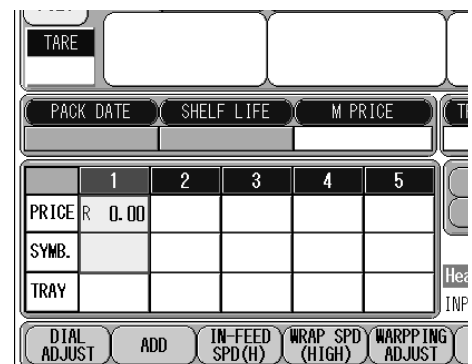 TARE
PACK DATE SHELF LIFE M PRICE
1 2 3 4 5
PRICE R 0.00
SYMB.
TRAY
DIAL ADD IN-FEED WRAP SPD WARPPING
ADJUST SPD(H) (HIGH) ADJUST